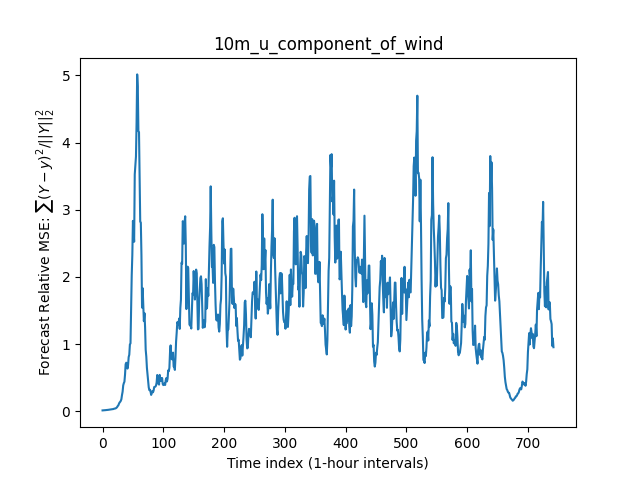 10m_u_component_of_wind
Forecast Relative MSE: ∑(Y − y)²/||Y||₂²
5
4
3
2
1
0
0 100 200 300 400 500 600 700
Time index (1-hour intervals)